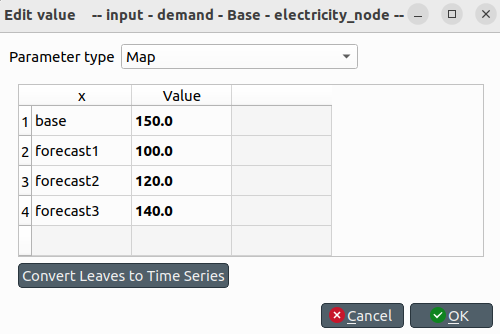 Edit value -- input - demand - Base - electricity_node --
Parameter type Map
x Value
1 base 150.0
2 forecast1 100.0
3 forecast2 120.0
4 forecast3 140.0
Convert Leaves to Time Series
Cancel OK